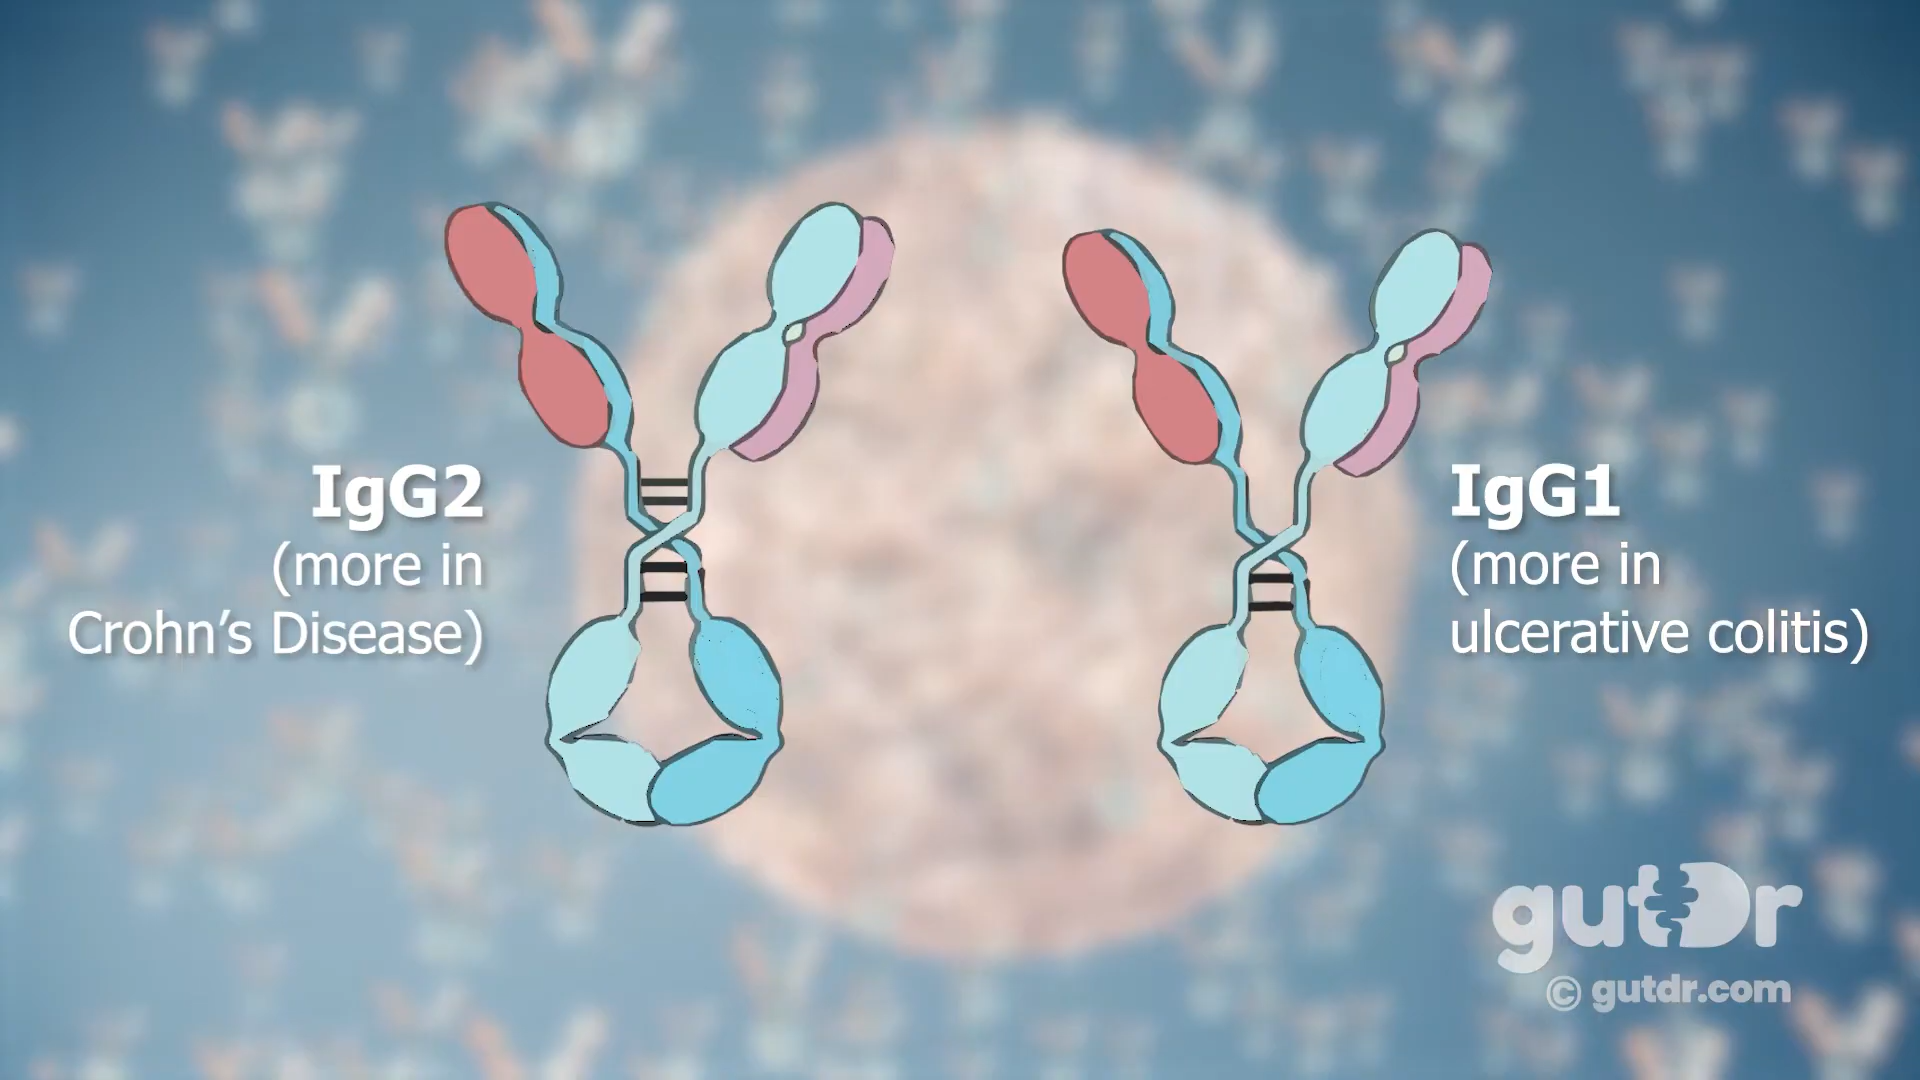 IgG2
(more in
Crohn’s Disease)
IgG1
(more in
ulcerative colitis)
gutDr
© gutdr.com